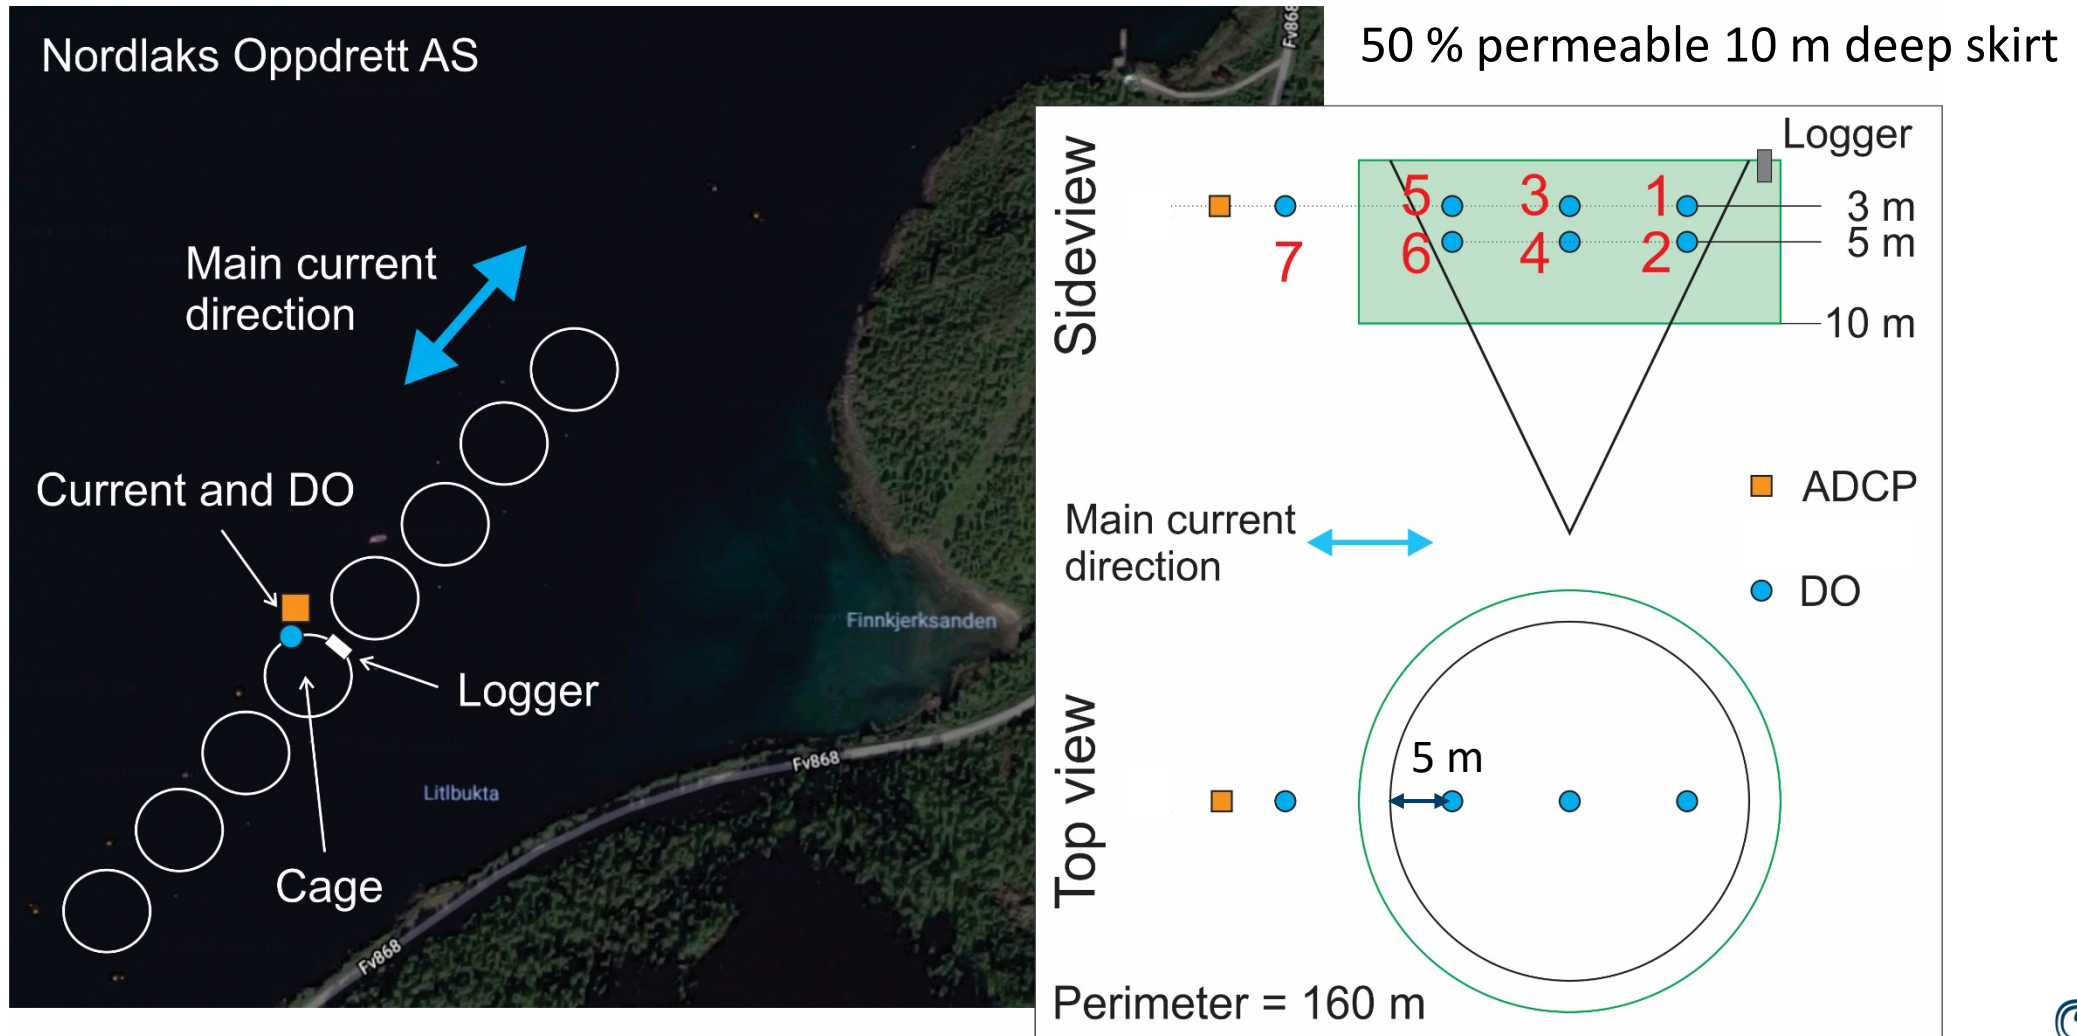 Nordlaks Oppdrett AS
50 % permeable 10 m deep skirt
Fv868
Main current
direction
Current and DO
Logger
Cage
Finnkjerksanden
Litlbukta
Fv868
Fv868
Sideview
Logger
5
3
1
3 m
6
4
2
5 m
7
10 m
ADCP
Main current
direction
DO
Top view
5 m
Perimeter = 160 m